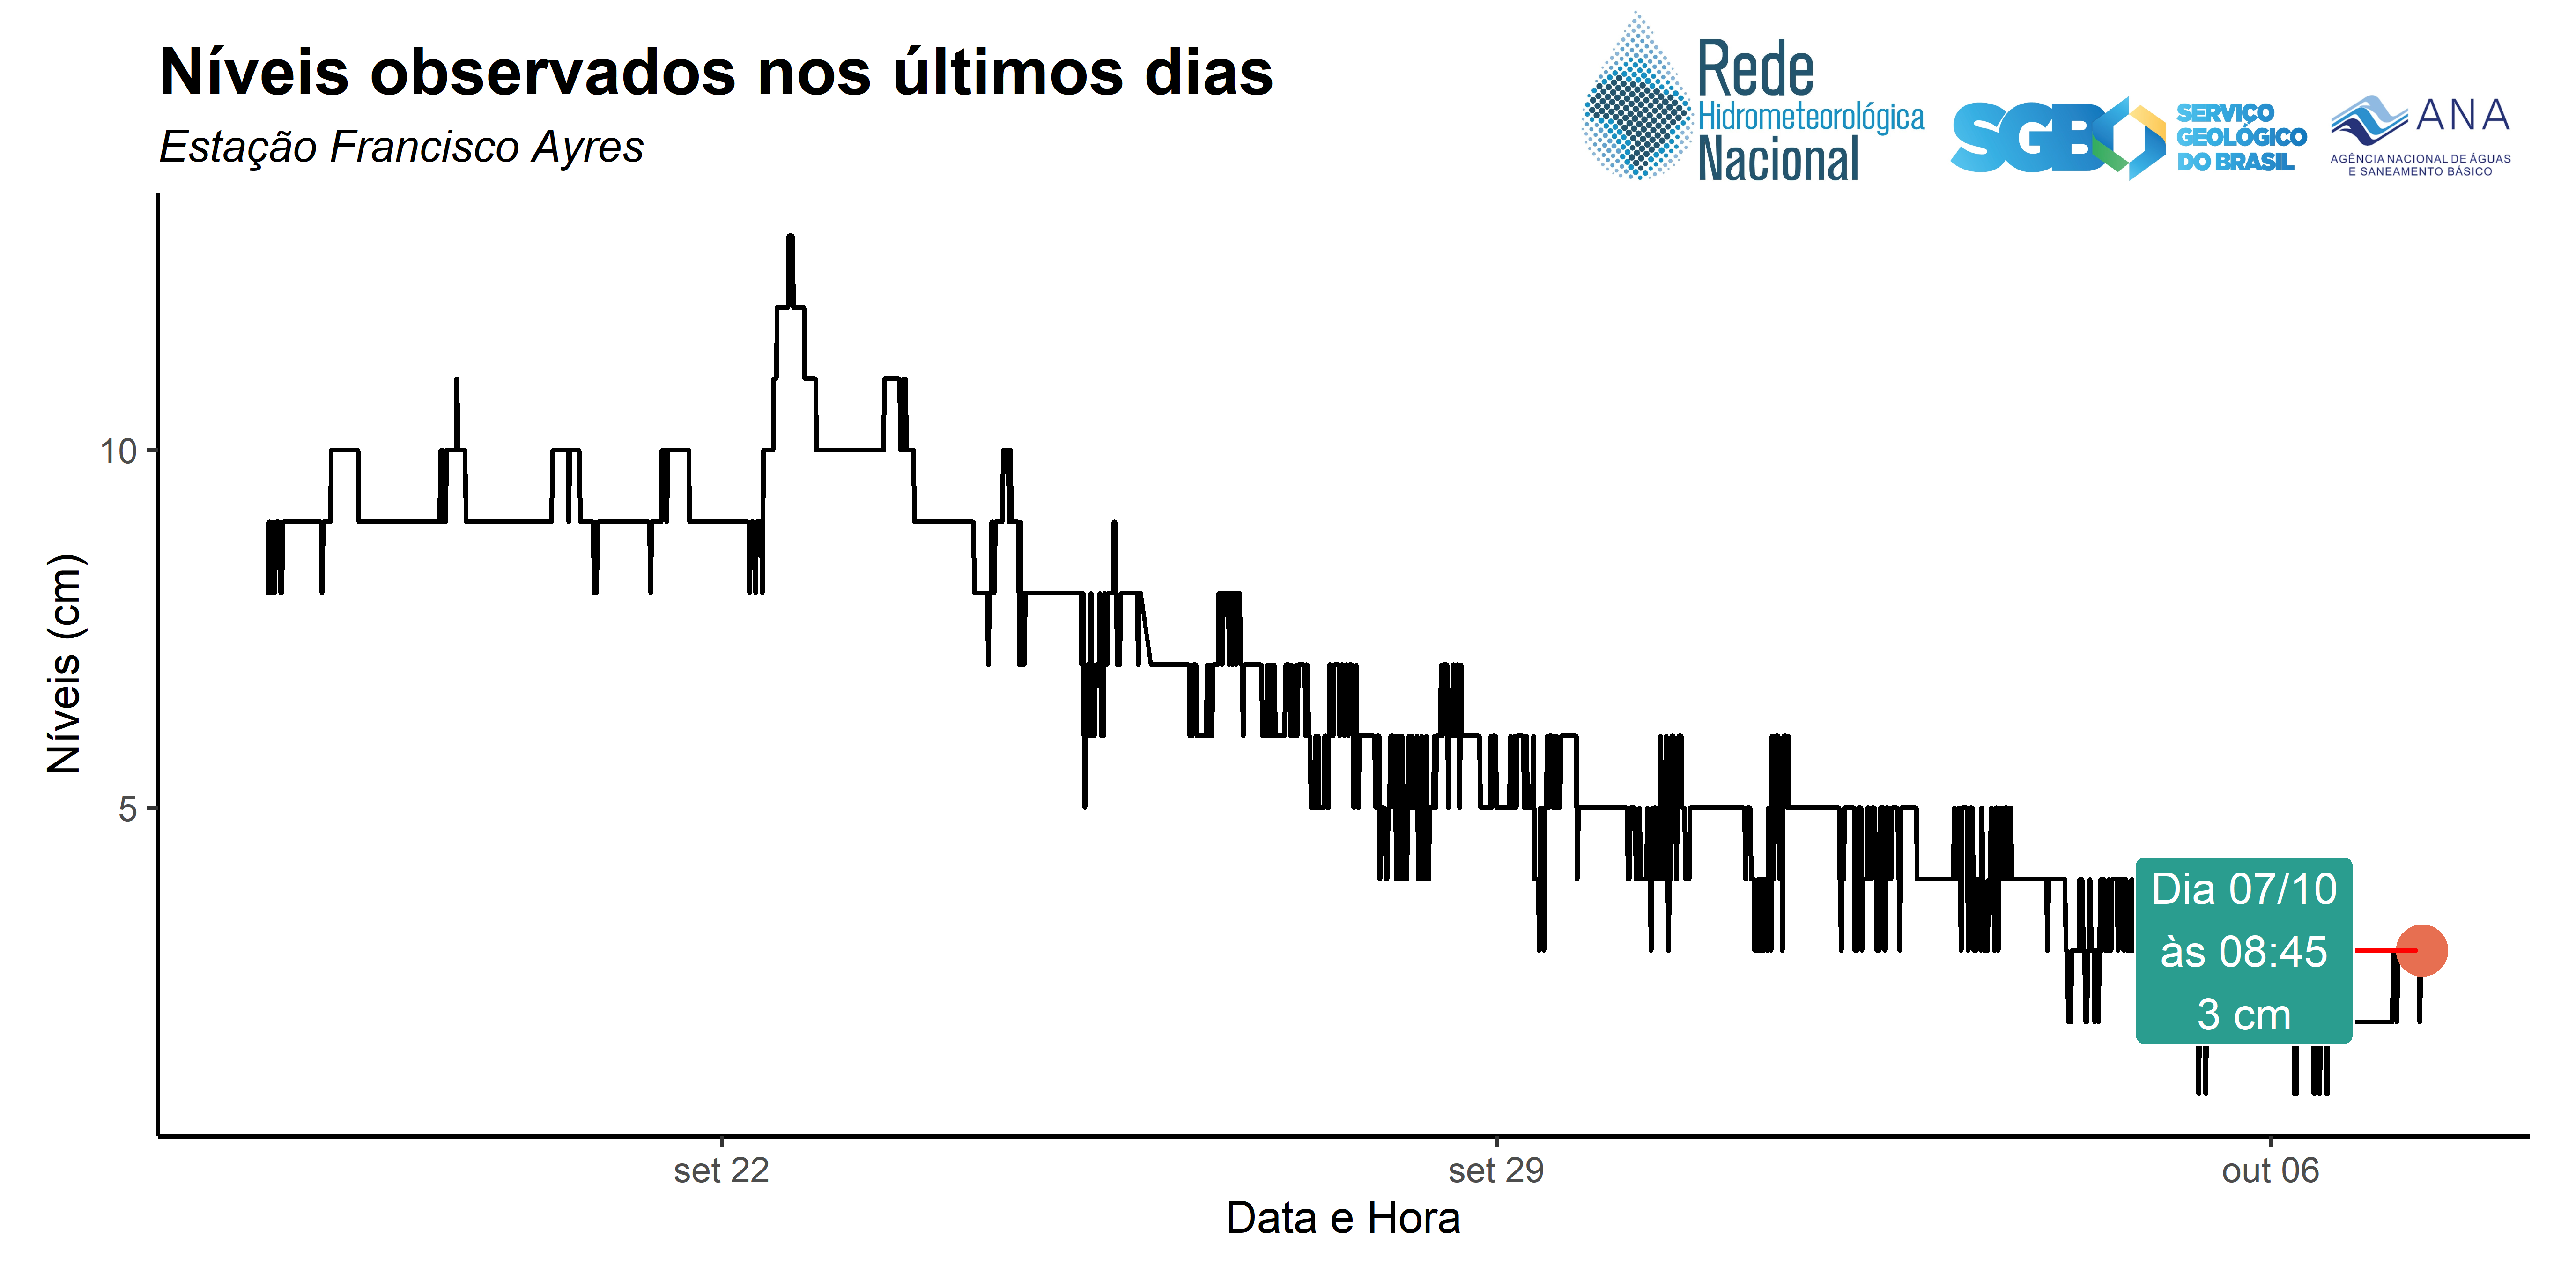 Níveis observados nos últimos dias
Estação Francisco Ayres
Rede
Hidrometeorológica
Nacional
SGB
SERVIÇO
GEOLÓGICO
DO BRASIL
ANA
AGÊNCIA NACIONAL DE ÁGUAS
E SANEAMENTO BÁSICO
Níveis (cm)
10
5
Dia 07/10
às 08:45
3 cm
set 22
set 29
out 06
Data e Hora